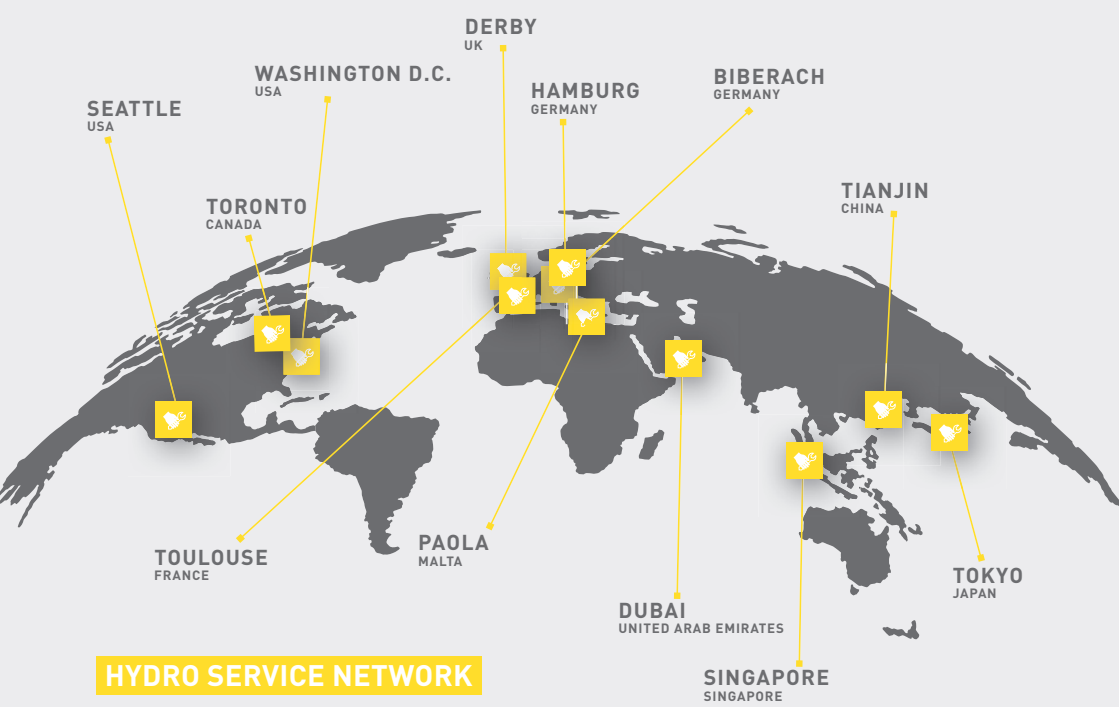 DERBY
UK
WASHINGTON D.C.
USA
HAMBURG
GERMANY
BIBERACH
GERMANY
SEATTLE
USA
TORONTO
CANADA
TIANJIN
CHINA
TOULOUSE
FRANCE
PAOLA
MALTA
DUBAI
UNITED ARAB EMIRATES
TOKYO
JAPAN
SINGAPORE
SINGAPORE
HYDRO SERVICE NETWORK